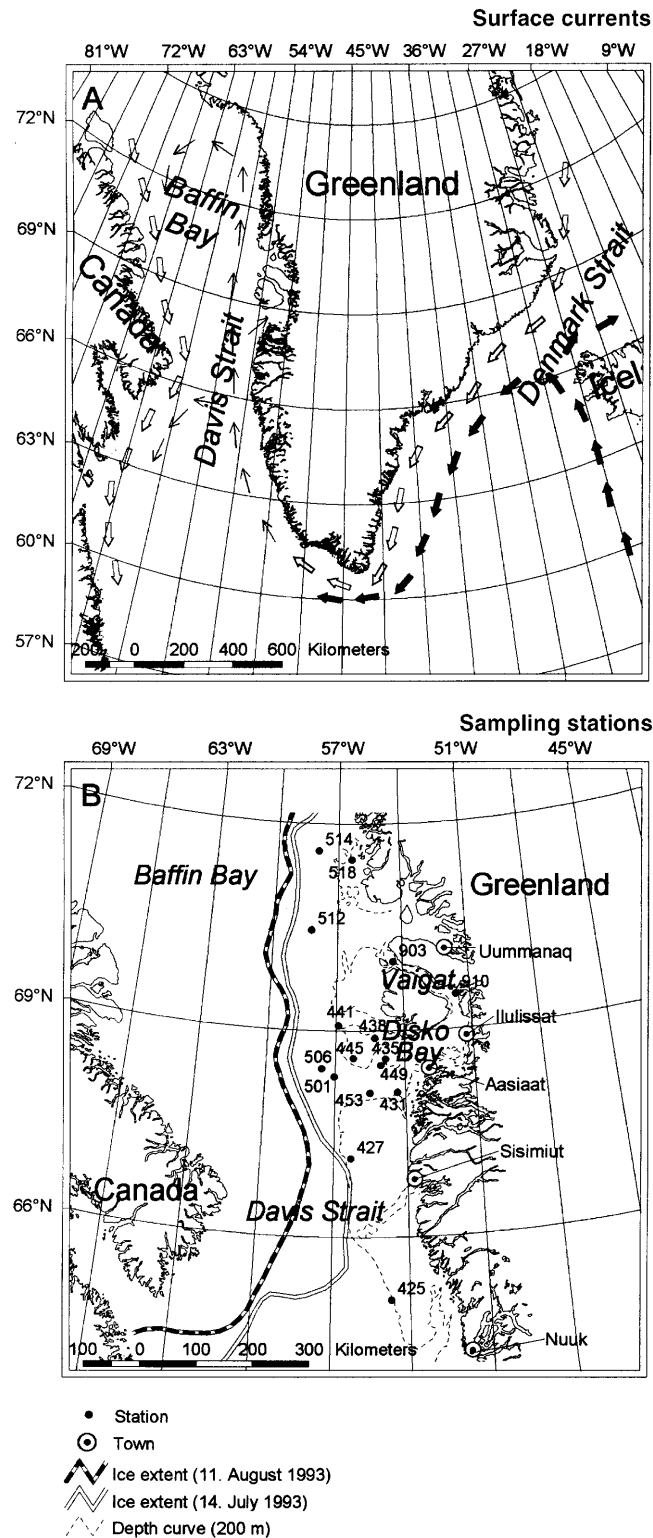 Surface currents
81°W 72°W 63°W 54°W 45°W 36°W 27°W 18°W 9°W
A
72°N
69°N
66°N
63°N
60°N
57°N
Greenland
Baffin
Bay
Canada
Davis Strait
Denmark Strait
Icel
200 0 200 400 600 Kilometers
Sampling stations
69°W 63°W 57°W 51°W 45°W
B
72°N
69°N
66°N
514
518
Baffin Bay
Greenland
512
903
Uummanaq
Vaigat
910
441
438
Ilulissat
Disko
Bay
506
445
435
449
501
453
431
Aasiaat
427
Sisimiut
Canada
Davis Strait
425
Nuuk
100 0 100 200 300 Kilometers
Station
Town
Ice extent (11. August 1993)
Ice extent (14. July 1993)
Depth curve (200 m)